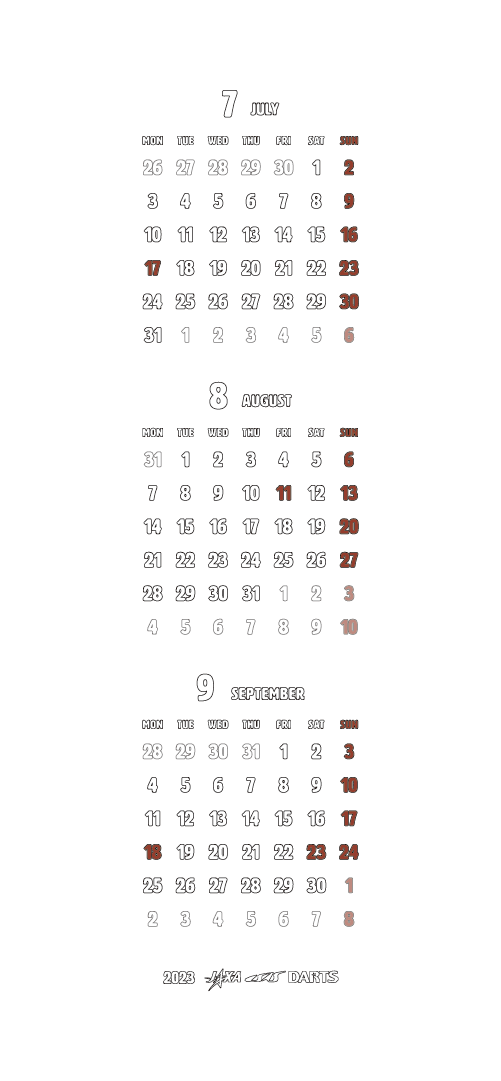 7 JULY
MON TUE WED THU FRI SAT SUN
26 27 28 29 30 1 2
3 4 5 6 7 8 9
10 11 12 13 14 15 16
17 18 19 20 21 22 23
24 25 26 27 28 29 30
31 1 2 3 4 5 6
8 AUGUST
MON TUE WED THU FRI SAT SUN
31 1 2 3 4 5 6
7 8 9 10 11 12 13
14 15 16 17 18 19 20
21 22 23 24 25 26 27
28 29 30 31 1 2 3
4 5 6 7 8 9 10
9 SEPTEMBER
MON TUE WED THU FRI SAT SUN
28 29 30 31 1 2 3
4 5 6 7 8 9 10
11 12 13 14 15 16 17
18 19 20 21 22 23 24
25 26 27 28 29 30 1
2 3 4 5 6 7 8
2023 JAXA DARTS